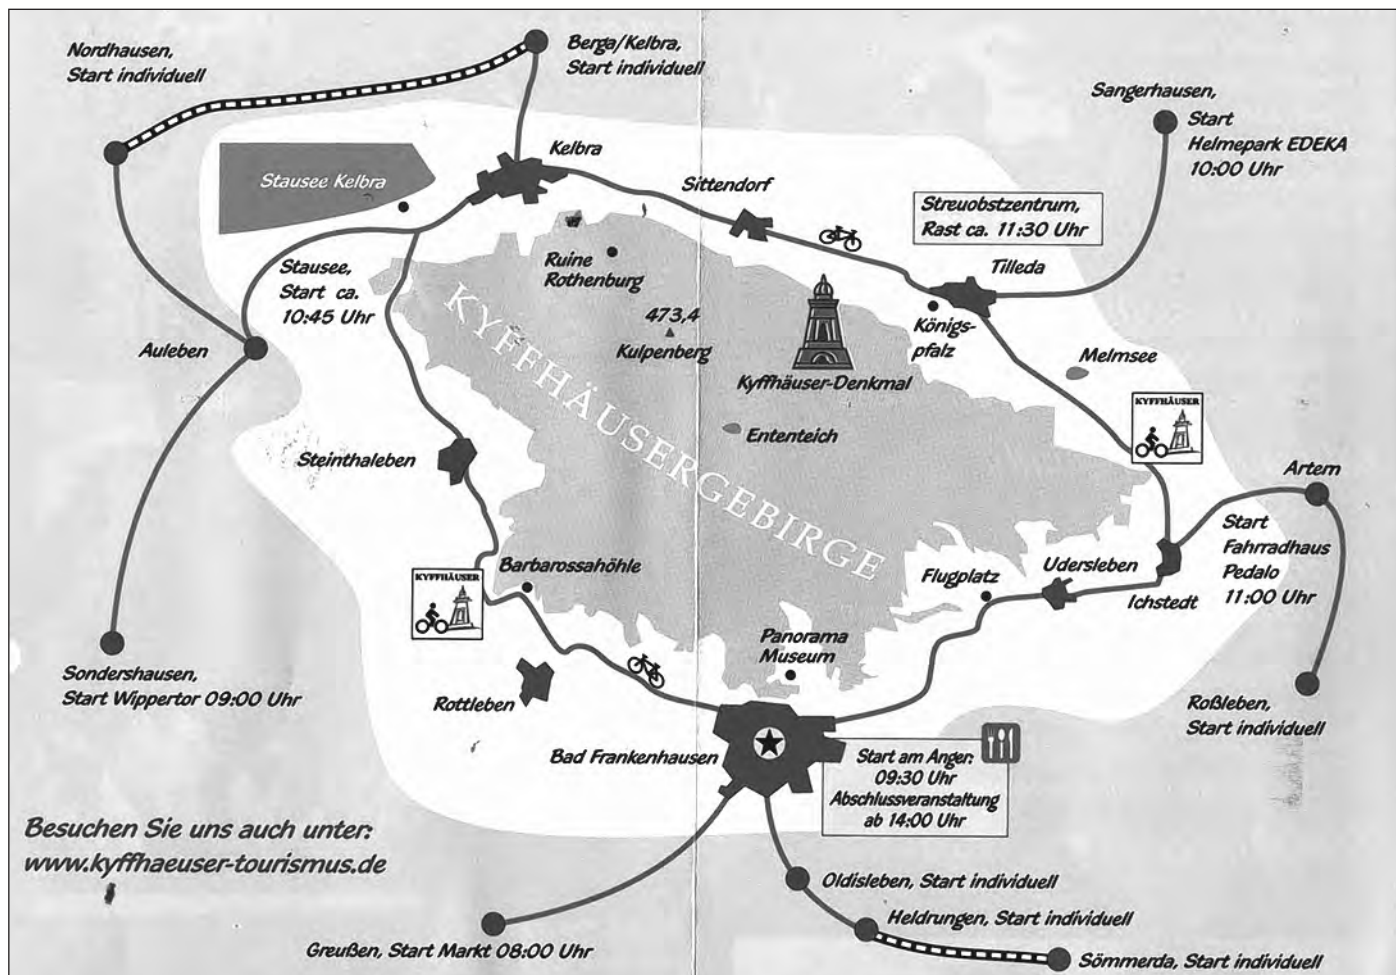 Nordhausen,
Start individuell
Berga/Kelbra,
Start individuell
Sangerhausen,
Start
Helmepark EDEKA
10:00 Uhr
Kelbra
Stausee Kelbra
Sittendorf
Streuobstzentrum,
Rast ca. 11:30 Uhr
Tilleda
Stausee,
Start ca.
10:45 Uhr
Ruine
Rothenburg
473,4
Kulpenberg
Königs-
pfalz
Auleben
Melmsee
Kyffhäuser-Denkmal
KYFFHÄUSERGEBIRGE
KYFFHÄUSER
Ententeich
Steinthaleben
Artern
Start
Fahrradhaus
Pedalo
11:00 Uhr
Barbarossahöhle
KYFFHÄUSER
Flugplatz
Udersleben
Ichstedt
Panorama
Museum
Sondershausen,
Start Wippertor 09:00 Uhr
Rottleben
Roßleben,
Start individuell
Bad Frankenhausen
Start am Anger:
09:30 Uhr
Abschlussveranstaltung
ab 14:00 Uhr
Besuchen Sie uns auch unter:
www.kyffhaeuser-tourismus.de
Oldisleben, Start individuell
Heldrungen, Start individuell
Greußen, Start Markt 08:00 Uhr
Sömmerda, Start individuell